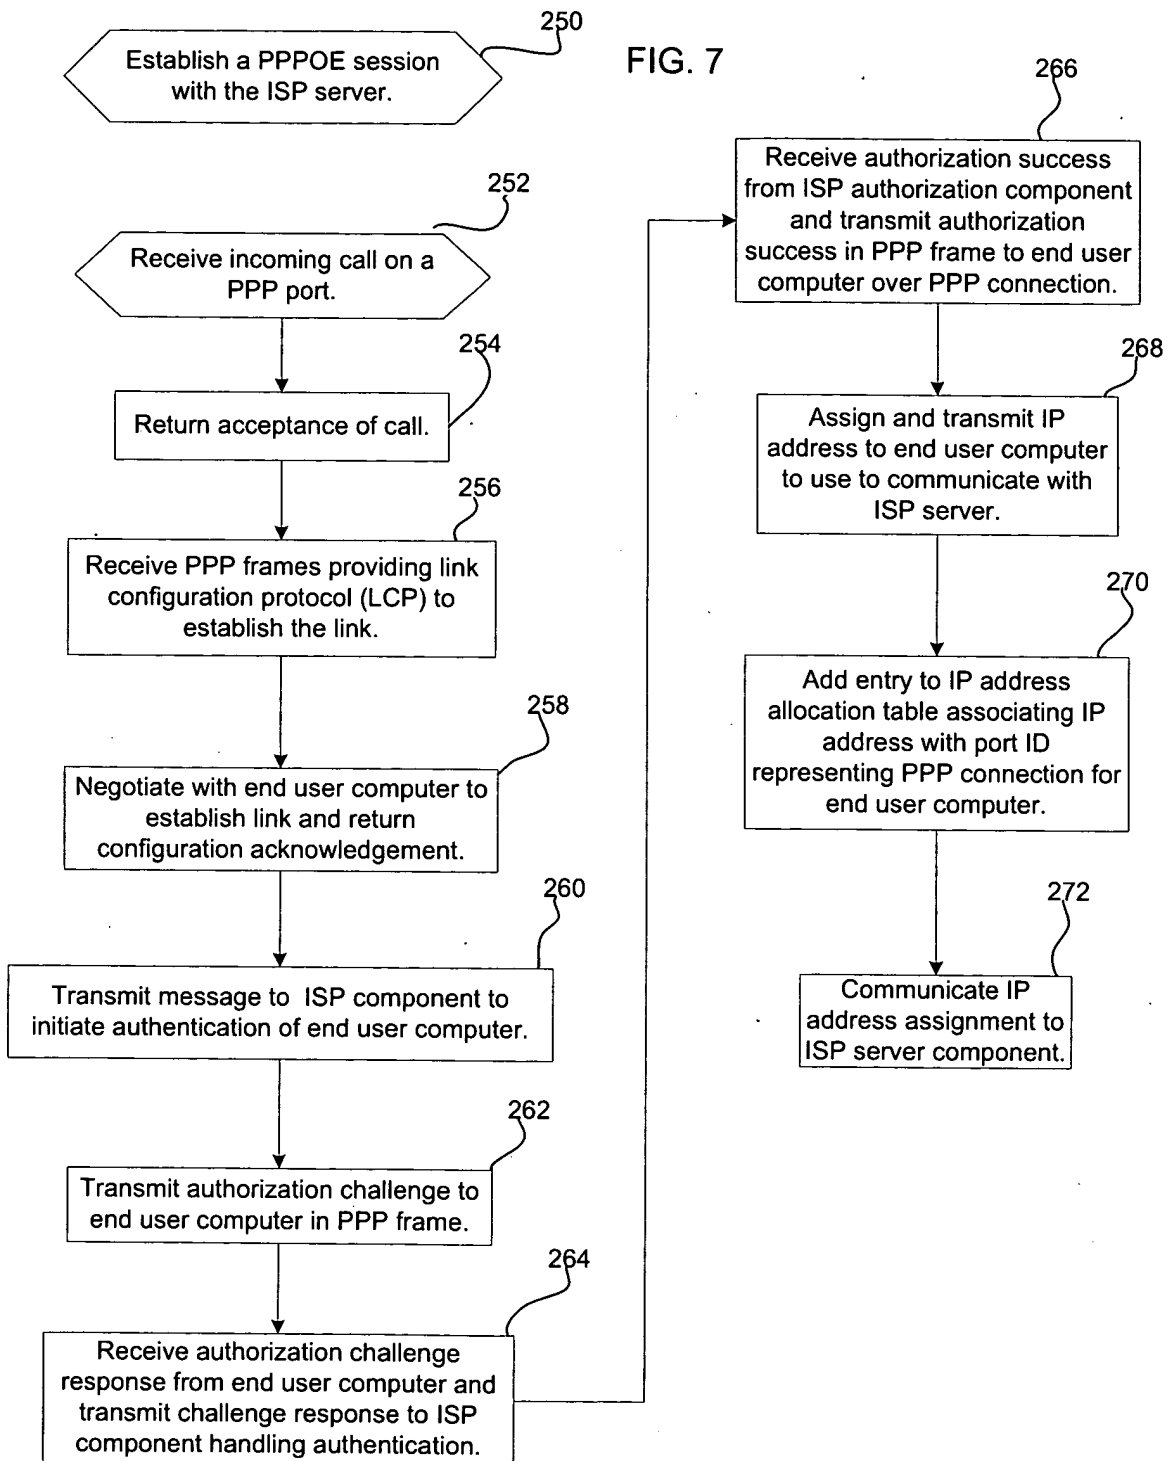 250
Establish a PPPOE session
with the ISP server.
FIG. 7
252
Receive incoming call on a
PPP port.
254
Return acceptance of call.
256
Receive PPP frames providing link
configuration protocol (LCP) to
establish the link.
258
Negotiate with end user computer to
establish link and return
configuration acknowledgement.
260
Transmit message to ISP component to
initiate authentication of end user computer.
262
Transmit authorization challenge to
end user computer in PPP frame.
264
Receive authorization challenge
response from end user computer and
transmit challenge response to ISP
component handling authentication.
266
Receive authorization success
from ISP authorization component
and transmit authorization
success in PPP frame to end user
computer over PPP connection.
268
Assign and transmit IP
address to end user computer
to use to communicate with
ISP server.
270
Add entry to IP address
allocation table associating IP
address with port ID
representing PPP connection for
end user computer.
272
Communicate IP
address assignment to
ISP server component.